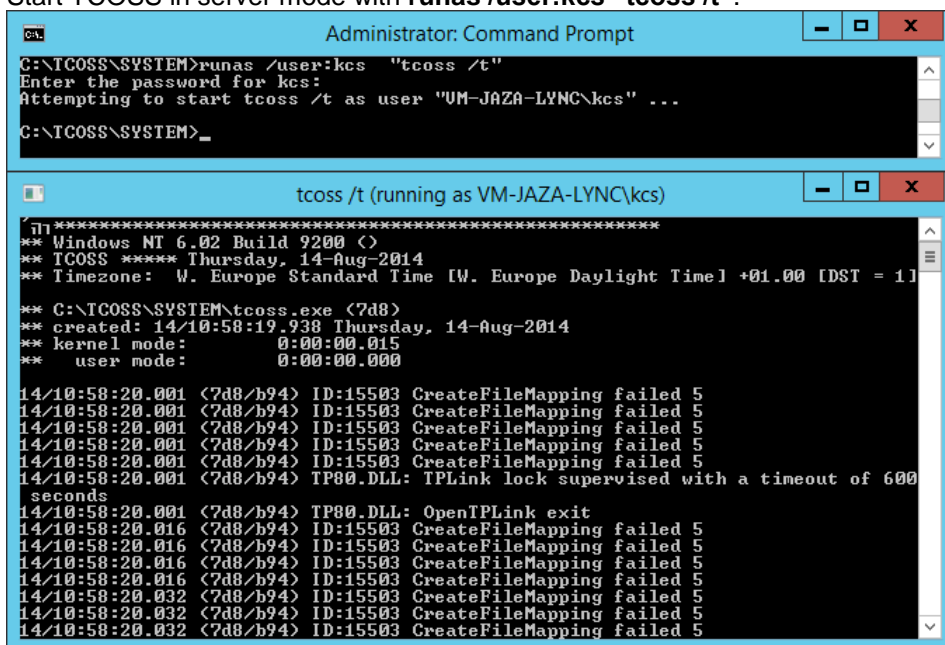 Start TCOSS in server mode with runas /user:kcs "tcoss /t" .
Administrator: Command Prompt
C:\TCOSS\SYSTEM>runas /user:kcs  "tcoss /t"
Enter the password for kcs:
Attempting to start tcoss /t as user "VM-JAZA-LYNC\kcs" ...
C:\TCOSS\SYSTEM>_
tcoss /t (running as VM-JAZA-LYNC\kcs)
** Windows NT 6.02 Build 9200 ()
** TCOSS ***** Thursday, 14-Aug-2014
** Timezone:  W. Europe Standard Time [W. Europe Daylight Time] +01.00 [DST = 1]
** C:\TCOSS\SYSTEM\tcoss.exe (7d8)
** created: 14/10:58:19.938 Thursday, 14-Aug-2014
** kernel mode:        0:00:00.015
**   user mode:        0:00:00.000
14/10:58:20.001 (7d8/b94) ID:15503 CreateFileMapping failed 5
14/10:58:20.001 (7d8/b94) ID:15503 CreateFileMapping failed 5
14/10:58:20.001 (7d8/b94) ID:15503 CreateFileMapping failed 5
14/10:58:20.001 (7d8/b94) ID:15503 CreateFileMapping failed 5
14/10:58:20.001 (7d8/b94) ID:15503 CreateFileMapping failed 5
14/10:58:20.001 (7d8/b94) TP80.DLL: TPLink lock supervised with a timeout of 600
 seconds
14/10:58:20.001 (7d8/b94) TP80.DLL: OpenTPLink exit
14/10:58:20.016 (7d8/b94) ID:15503 CreateFileMapping failed 5
14/10:58:20.016 (7d8/b94) ID:15503 CreateFileMapping failed 5
14/10:58:20.016 (7d8/b94) ID:15503 CreateFileMapping failed 5
14/10:58:20.016 (7d8/b94) ID:15503 CreateFileMapping failed 5
14/10:58:20.032 (7d8/b94) ID:15503 CreateFileMapping failed 5
14/10:58:20.032 (7d8/b94) ID:15503 CreateFileMapping failed 5
14/10:58:20.032 (7d8/b94) ID:15503 CreateFileMapping failed 5